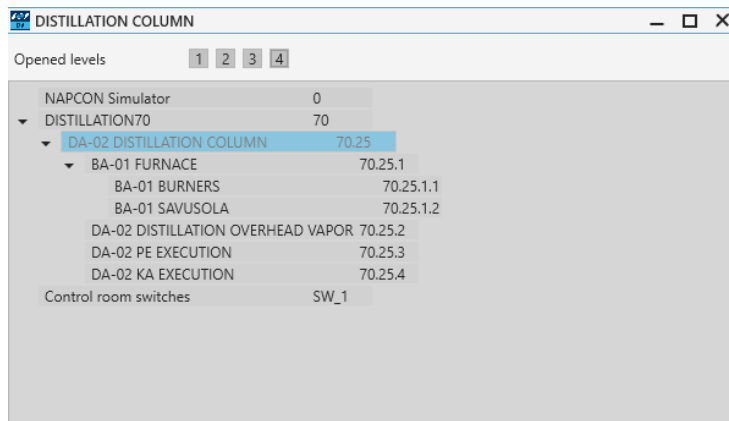 DISTILLATION COLUMN
Opened levels 1 2 3 4
NAPCON Simulator 0
DISTILLATION70 70
DA-02 DISTILLATION COLUMN 70.25
BA-01 FURNACE 70.25.1
BA-01 BURNERS 70.25.1.1
BA-01 SAVUSOLA 70.25.1.2
DA-02 DISTILLATION OVERHEAD VAPOR 70.25.2
DA-02 PE EXECUTION 70.25.3
DA-02 KA EXECUTION 70.25.4
Control room switches SW_1